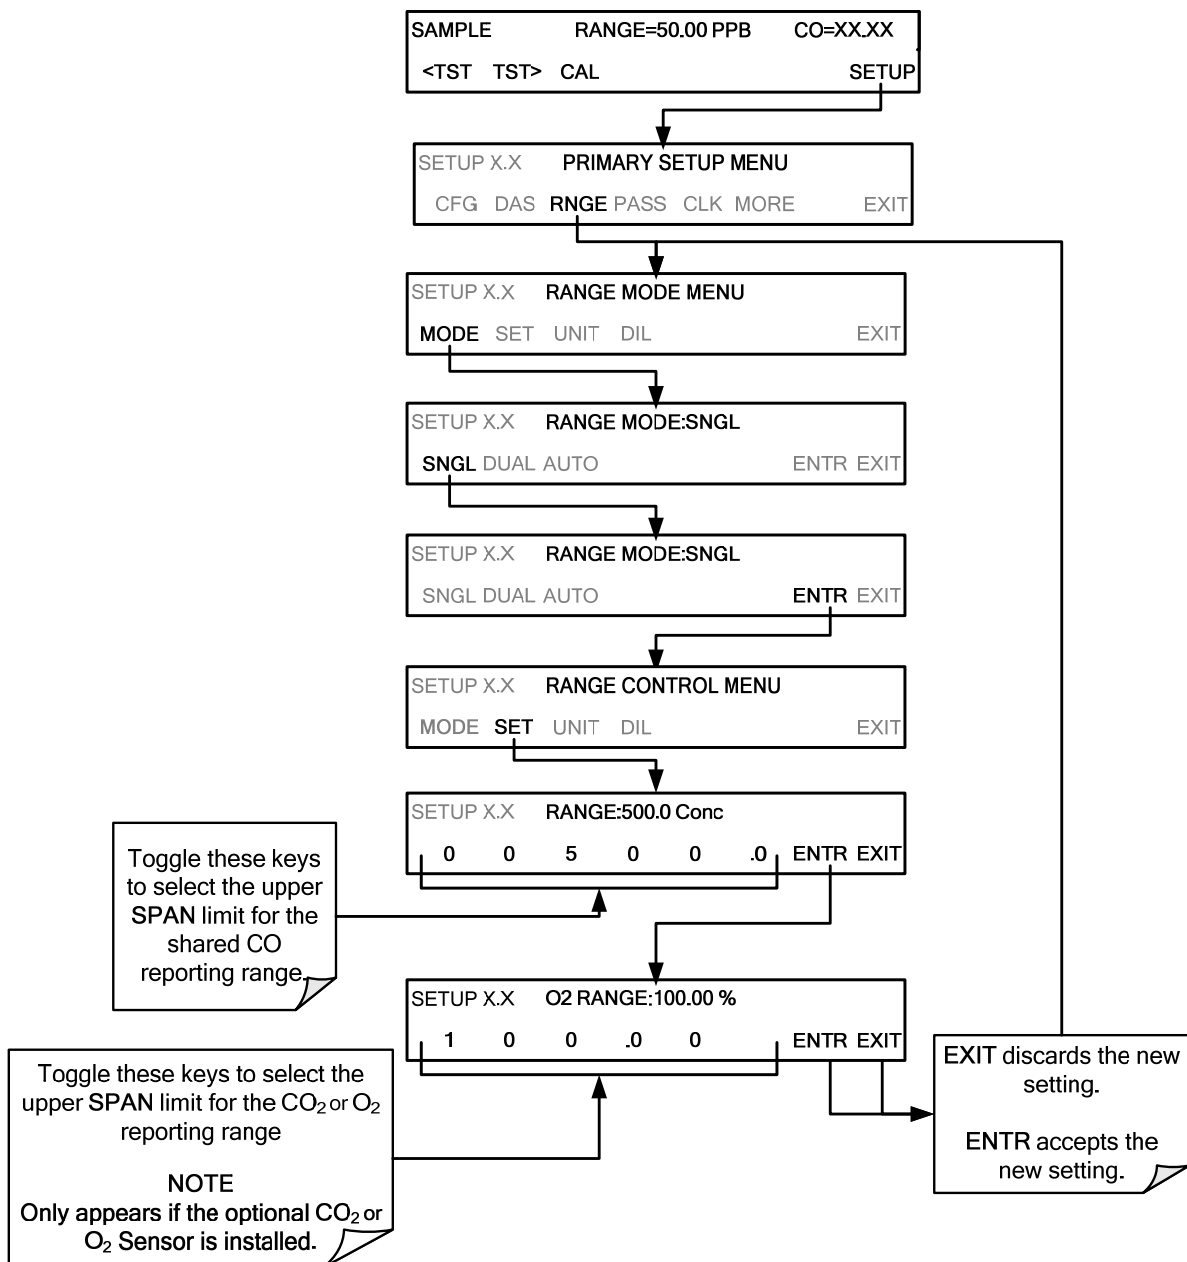 SAMPLE RANGE=50.00 PPB CO=XX.XX
<TST TST> CAL SETUP
SETUP X.X PRIMARY SETUP MENU
CFG DAS RNGE PASS CLK MORE EXIT
SETUP X.X RANGE MODE MENU
MODE SET UNIT DIL EXIT
SETUP X.X RANGE MODE:SNGL
SNGL DUAL AUTO ENTR EXIT
SETUP X.X RANGE MODE:SNGL
SNGL DUAL AUTO ENTR EXIT
SETUP X.X RANGE CONTROL MENU
MODE SET UNIT DIL EXIT
SETUP X.X RANGE:500.0 Conc
0 0 5 0 0 .0 ENTR EXIT
Toggle these keys
to select the upper
SPAN limit for the
shared CO
reporting range.
SETUP X.X O2 RANGE:100.00 %
1 0 0 .0 0 ENTR EXIT
Toggle these keys to select the
upper SPAN limit for the CO₂ or O₂
reporting range
NOTE
Only appears if the optional CO₂ or
O₂ Sensor is installed.
EXIT discards the new
setting.
ENTR accepts the
new setting.